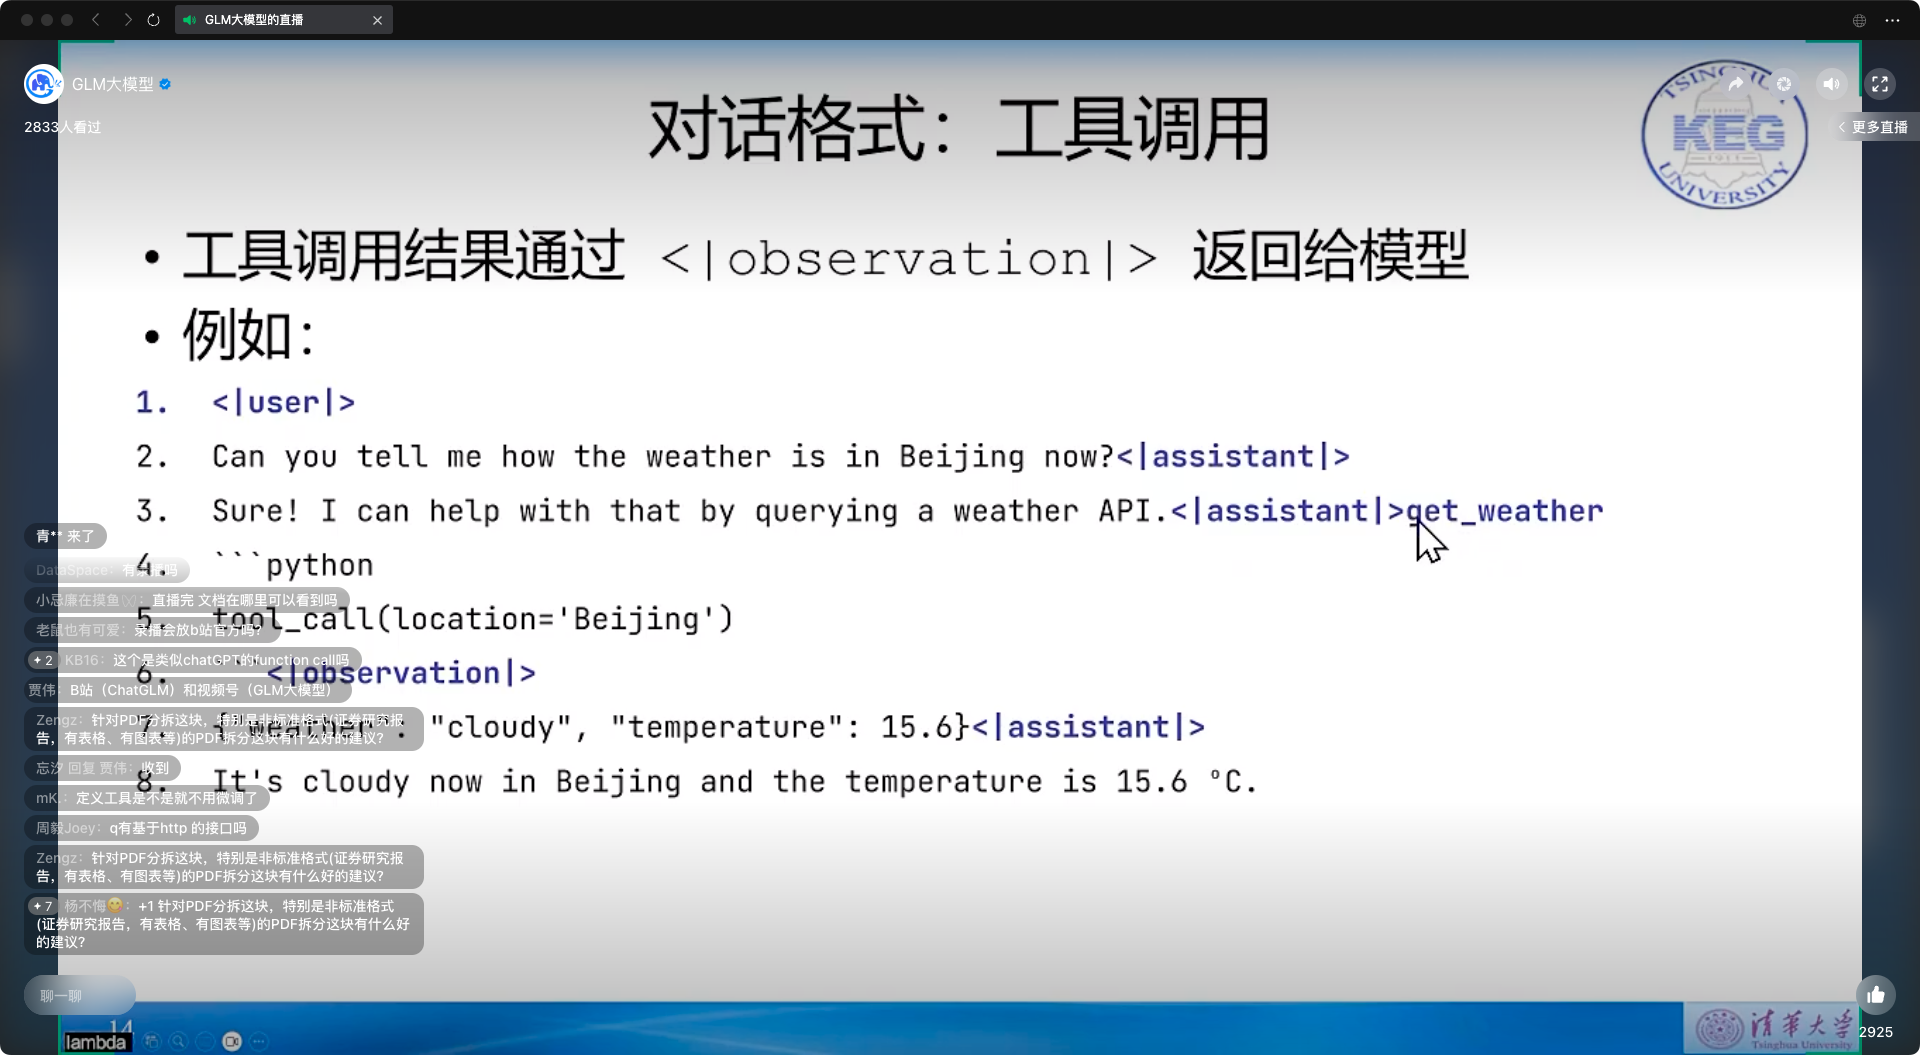 GLM大模型的直播
GLM大模型
2833人看过
更多直播
TSINGHUA
KEG
1911
UNIVERSITY
对话格式：工具调用
• 工具调用结果通过 <|observation|> 返回给模型
• 例如：
1. <|user|>
2. Can you tell me how the weather is in Beijing now?<|assistant|>
3. Sure! I can help with that by querying a weather API.<|assistant|>get_weather
4. ```python
5. tool_call(location='Beijing')
6. ```<|observation|>
7. {"weather": "cloudy", "temperature": 15.6}<|assistant|>
8. It's cloudy now in Beijing and the temperature is 15.6 ºC.
青** 来了
DataSpace：有录播吗
小忌廉在摸鱼：直播完 文档在哪里可以看到吗
老鼠也有可爱：录播会放b站官方吗？
+2 KB16：这个是类似chatGPT的function call吗
贾伟：B站（ChatGLM）和视频号（GLM大模型）
Zengz：针对PDF分拆这块，特别是非标准格式(证券研究报
告，有表格、有图表等)的PDF拆分这块有什么好的建议？
忘汐 回复 贾伟：收到
mK.：定义工具是不是就不用微调了
周毅Joey：q有基于http 的接口吗
Zengz：针对PDF分拆这块，特别是非标准格式(证券研究报
告，有表格、有图表等)的PDF拆分这块有什么好的建议？
+7 杨不悔😊：+1 针对PDF分拆这块，特别是非标准格式
(证券研究报告，有表格、有图表等)的PDF拆分这块有什么好
的建议？
聊一聊
14
lambda
清华大学
Tsinghua University
2925